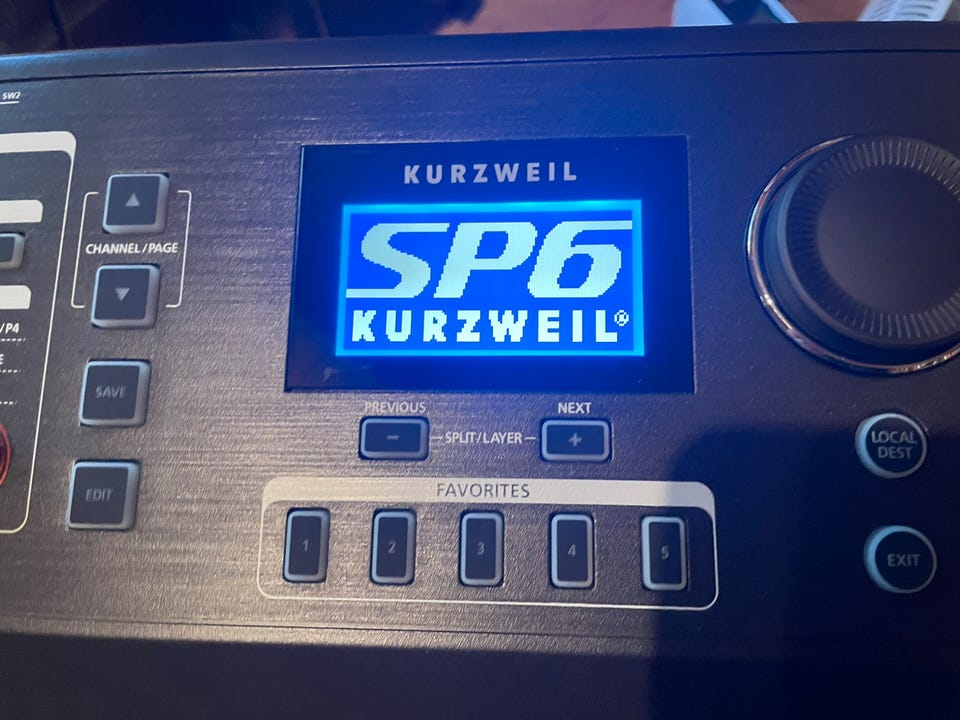 SW2
KURZWEIL
SP6
KURZWEIL®
CHANNEL/PAGE
/P4
E
SAVE
EDIT
PREVIOUS
NEXT
−
SPLIT/LAYER
+
FAVORITES
1
2
3
4
5
LOCAL
DEST
EXIT